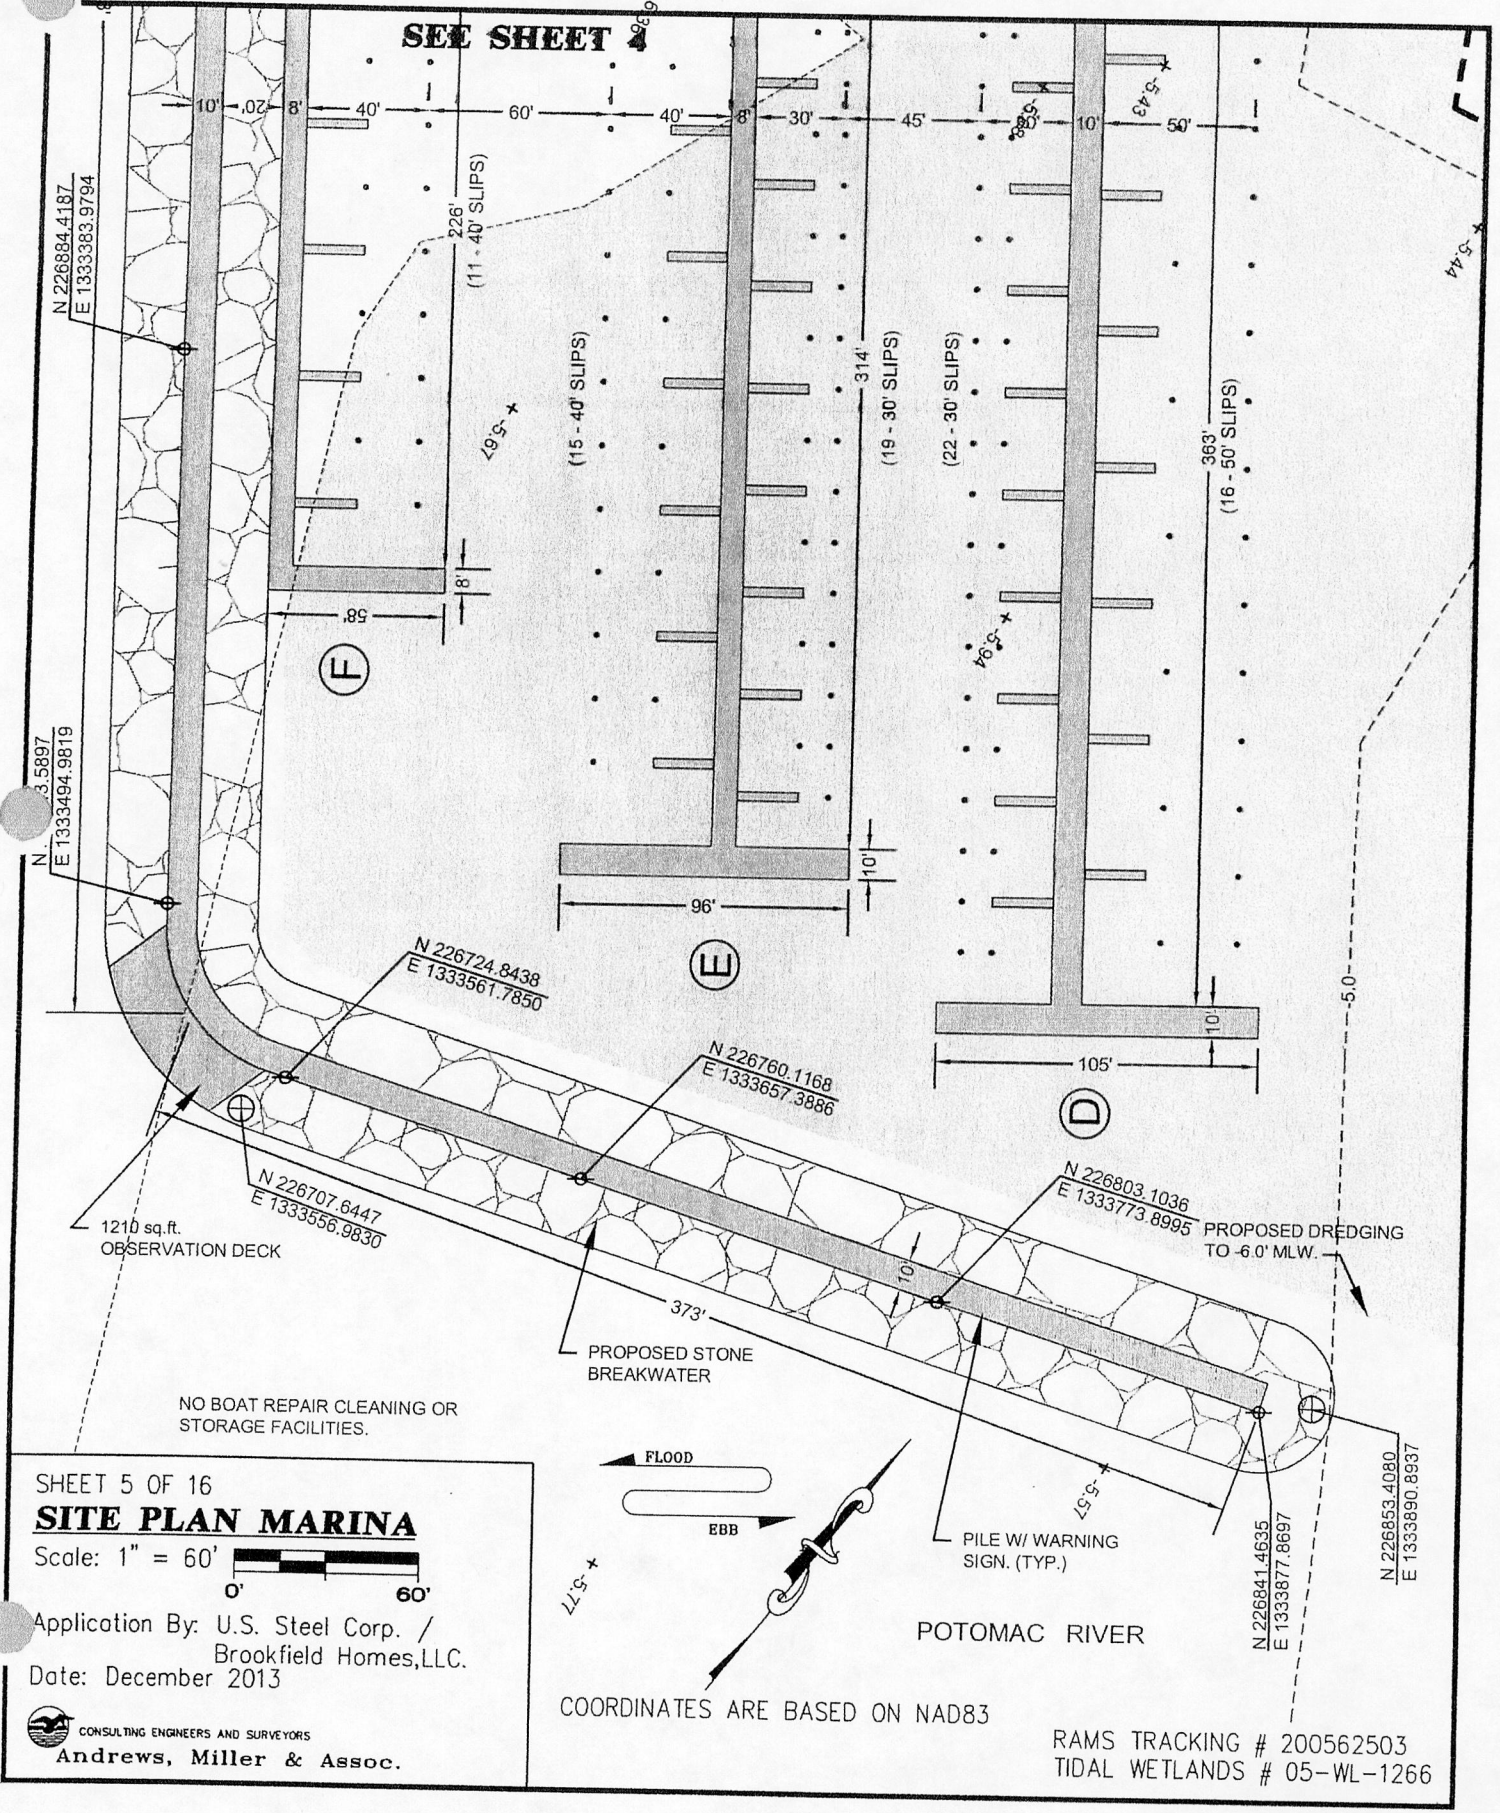 SEE SHEET 4
10'
20'
8'
40'
60'
40'
8'
30'
45'
10'
50'
-5.43
-5.44
N 226884.4187
E 1333383.9794
226'
(11 - 40' SLIPS)
(15 - 40' SLIPS)
314'
(19 - 30' SLIPS)
(22 - 30' SLIPS)
363'
(16 - 50' SLIPS)
-5.67
-5.94
8'
58'
F
E 1333494.9819
10'
96'
E
10'
105'
D
-5.0
N 226724.8438
E 1333561.7850
N 226760.1168
E 1333657.3886
N 226803.1036
E 1333773.8995
PROPOSED DREDGING
TO -6.0' MLW.
N 226707.6447
E 1333556.9830
1210 sq.ft.
OBSERVATION DECK
10'
373'
PROPOSED STONE
BREAKWATER
NO BOAT REPAIR CLEANING OR
STORAGE FACILITIES.
FLOOD
EBB
-5.57
-5.77
PILE W/ WARNING
SIGN. (TYP.)
N 226841.4635
E 1333877.8697
N 226853.4080
E 1333890.8937
POTOMAC RIVER
COORDINATES ARE BASED ON NAD83
RAMS TRACKING # 200562503
TIDAL WETLANDS # 05-WL-1266
SHEET 5 OF 16
SITE PLAN MARINA
Scale: 1" = 60'
0' 60'
Application By: U.S. Steel Corp. /
Brookfield Homes,LLC.
Date: December 2013
CONSULTING ENGINEERS AND SURVEYORS
Andrews, Miller & Assoc.